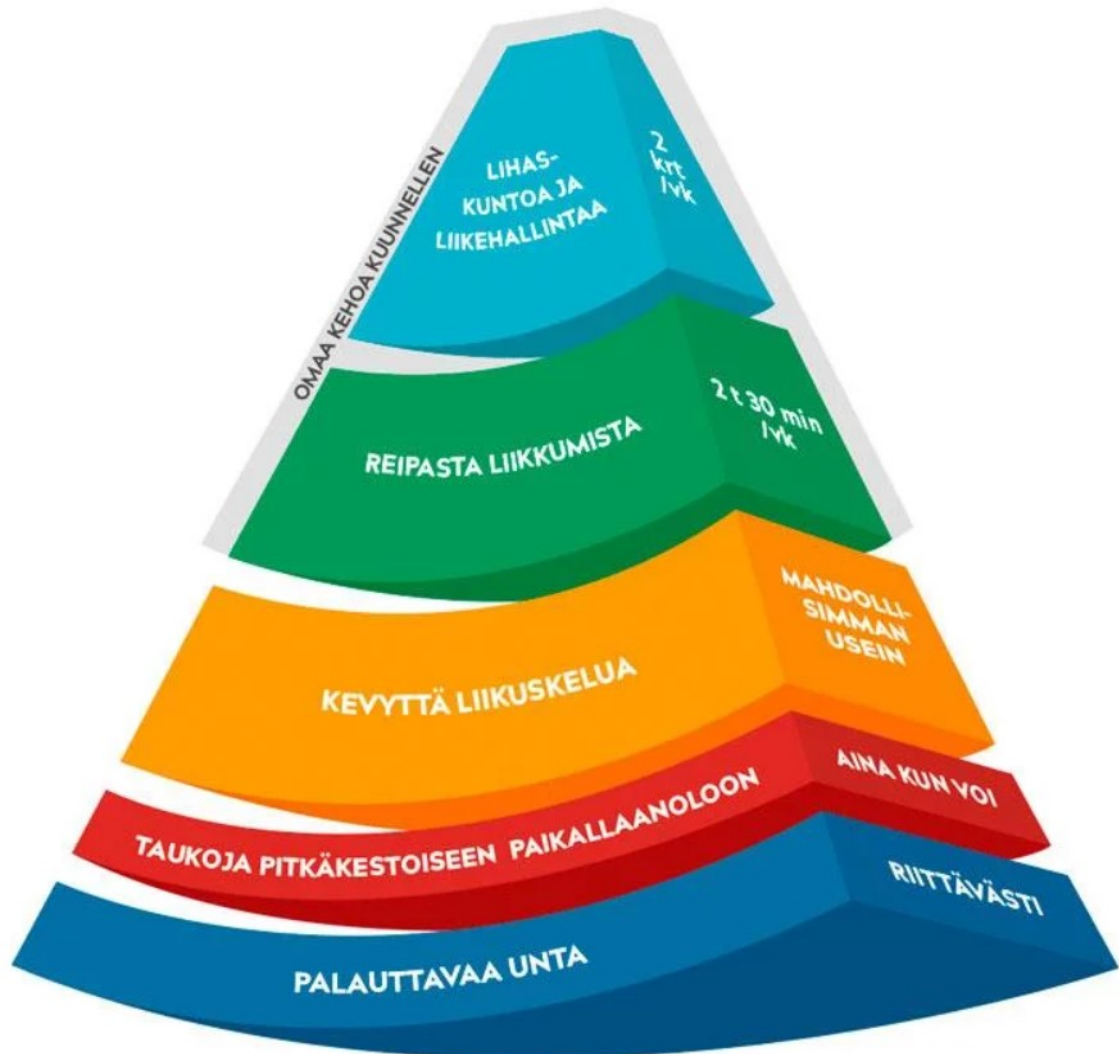 OMAA KEHOA KUUNNELLEN
LIHAS-
KUNTOA JA
LIIKEHALLINTAA
2
krt
/vk
REIPASTA LIIKKUMISTA
2 t 30 min
/vk
KEVYTTÄ LIIKUSKELUA
MAHDOLLI-
SIMMAN
USEIN
TAUKOJA PITKÄKESTOISEEN PAIKALLAANOLOON
AINA KUN VOI
PALAUTTAVAA UNTA
RIITTÄVÄSTI